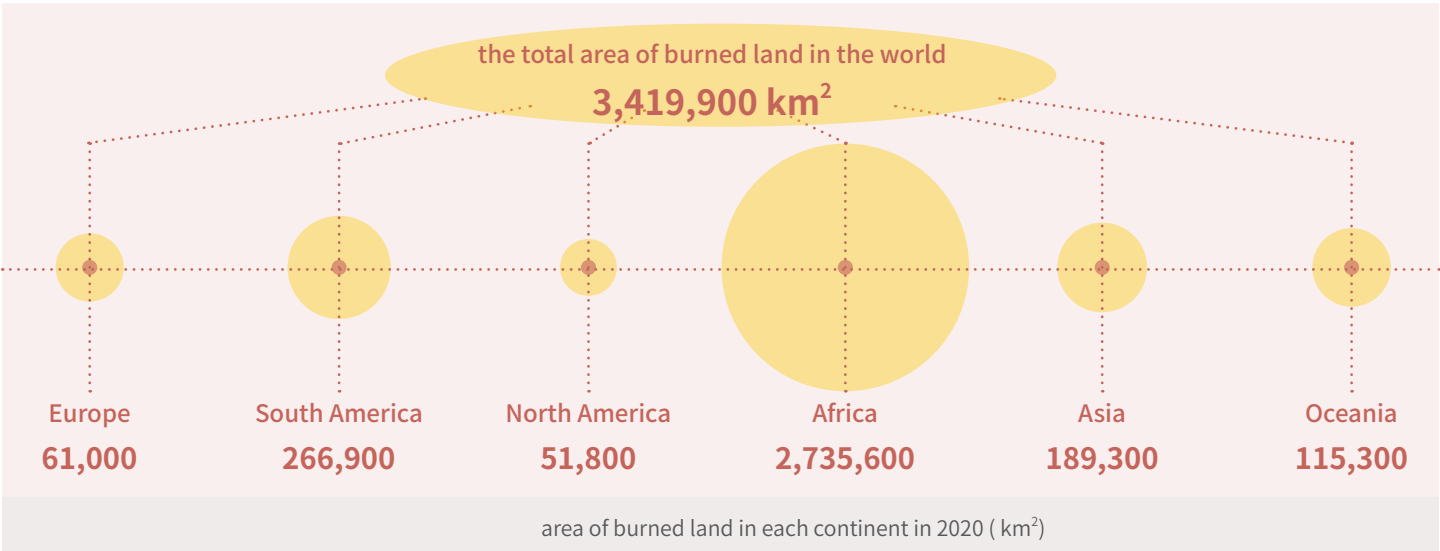 the total area of burned land in the world
3,419,900 km²
Europe
61,000
South America
266,900
North America
51,800
Africa
2,735,600
Asia
189,300
Oceania
115,300
area of burned land in each continent in 2020 ( km²)